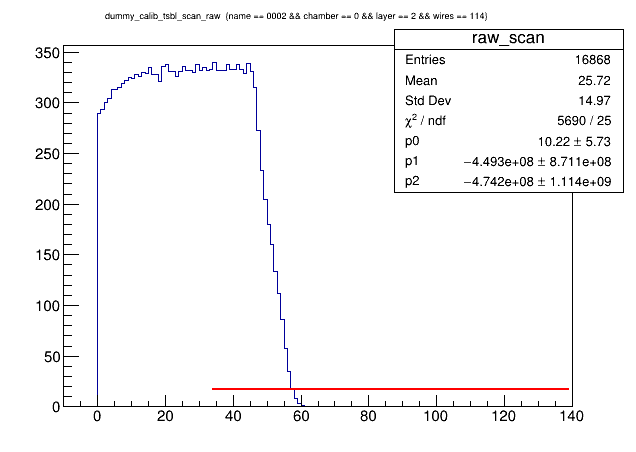 dummy_calib_tsbl_scan_raw (name == 0002 && chamber == 0 && layer == 2 && wires == 114)
raw_scan
Entries 16868
Mean 25.72
Std Dev 14.97
χ² / ndf 5690 / 25
p0 10.22 ± 5.73
p1 −4.493e+08 ± 8.711e+08
p2 −4.742e+08 ± 1.114e+09
350
300
250
200
150
100
50
0
0 20 40 60 80 100 120 140